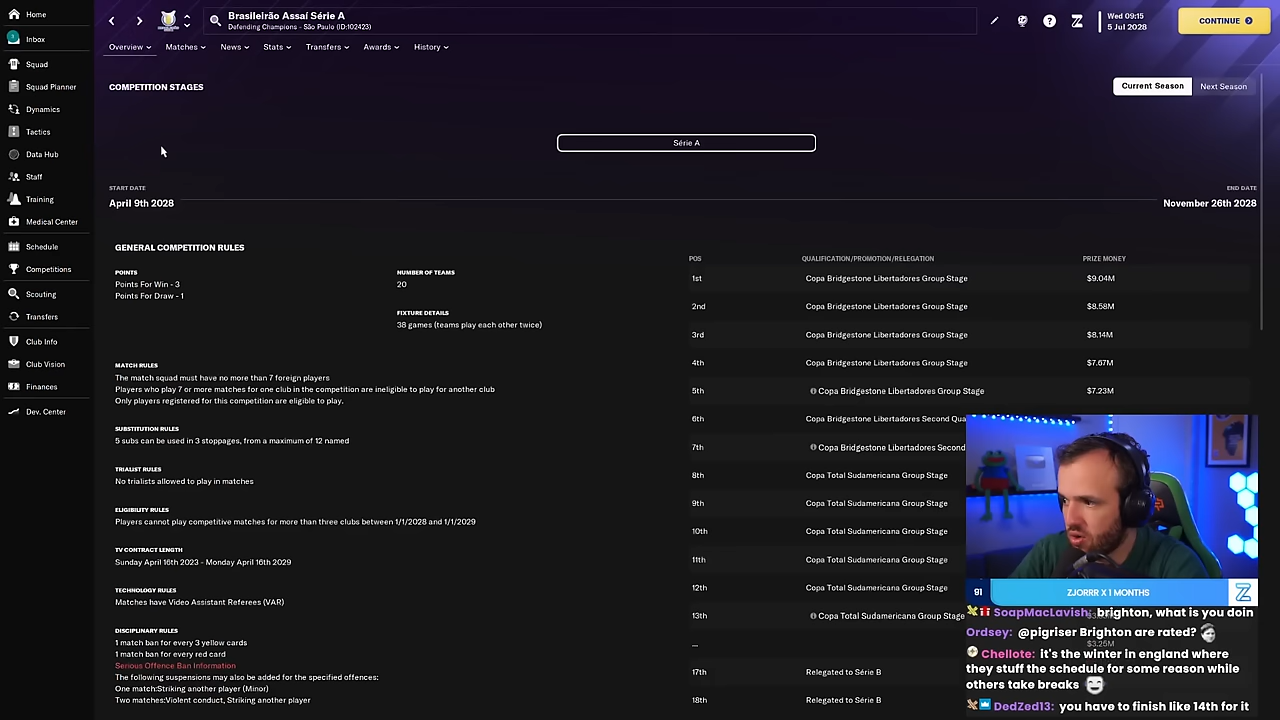 Home
Inbox
Squad
Squad Planner
Dynamics
Tactics
Data Hub
Staff
Training
Medical Center
Schedule
Competitions
Scouting
Transfers
Club Info
Club Vision
Finances
Dev. Center
Brasileirão Assaí Série A
Defending Champions - São Paulo (ID:102423)
Wed 09:15
5 Jul 2028
CONTINUE
Overview
Matches
News
Stats
Transfers
Awards
History
COMPETITION STAGES
Current Season
Next Season
Série A
START DATE
April 9th 2028
END DATE
November 26th 2028
GENERAL COMPETITION RULES
POINTS
Points For Win - 3
Points For Draw - 1
NUMBER OF TEAMS
20
FIXTURE DETAILS
38 games (teams play each other twice)
MATCH RULES
The match squad must have no more than 7 foreign players
Players who play 7 or more matches for one club in the competition are ineligible to play for another club
Only players registered for this competition are eligible to play.
SUBSTITUTION RULES
5 subs can be used in 3 stoppages, from a maximum of 12 named
TRIALIST RULES
No trialists allowed to play in matches
ELIGIBILITY RULES
Players cannot play competitive matches for more than three clubs between 1/1/2028 and 1/1/2029
TV CONTRACT LENGTH
Sunday April 16th 2023 - Monday April 16th 2029
TECHNOLOGY RULES
Matches have Video Assistant Referees (VAR)
DISCIPLINARY RULES
1 match ban for every 3 yellow cards
1 match ban for every red card
Serious Offence Ban Information
The following suspensions may also be added for the specified offences:
One match:Striking another player (Minor)
Two matches:Violent conduct, Striking another player
POS QUALIFICATION/PROMOTION/RELEGATION PRIZE MONEY
1st Copa Bridgestone Libertadores Group Stage $9.04M
2nd Copa Bridgestone Libertadores Group Stage $8.58M
3rd Copa Bridgestone Libertadores Group Stage $8.14M
4th Copa Bridgestone Libertadores Group Stage $7.67M
5th Copa Bridgestone Libertadores Group Stage $7.23M
6th Copa Bridgestone Libertadores Second Qua
7th Copa Bridgestone Libertadores Second
8th Copa Total Sudamericana Group Stage
9th Copa Total Sudamericana Group Stage
10th Copa Total Sudamericana Group Stage
11th Copa Total Sudamericana Group Stage
12th Copa Total Sudamericana Group Stage
13th Copa Total Sudamericana Group Stage
... $3.25M
17th Relegated to Série B
18th Relegated to Série B
91 ZJORRR X 1 MONTHS
SoapMacLavish: brighton, what is you doin
Ordsey: @pigriser Brighton are rated?
Chellote: it's the winter in england where
they stuff the schedule for some reason while
others take breaks
DedZed13: you have to finish like 14th for it